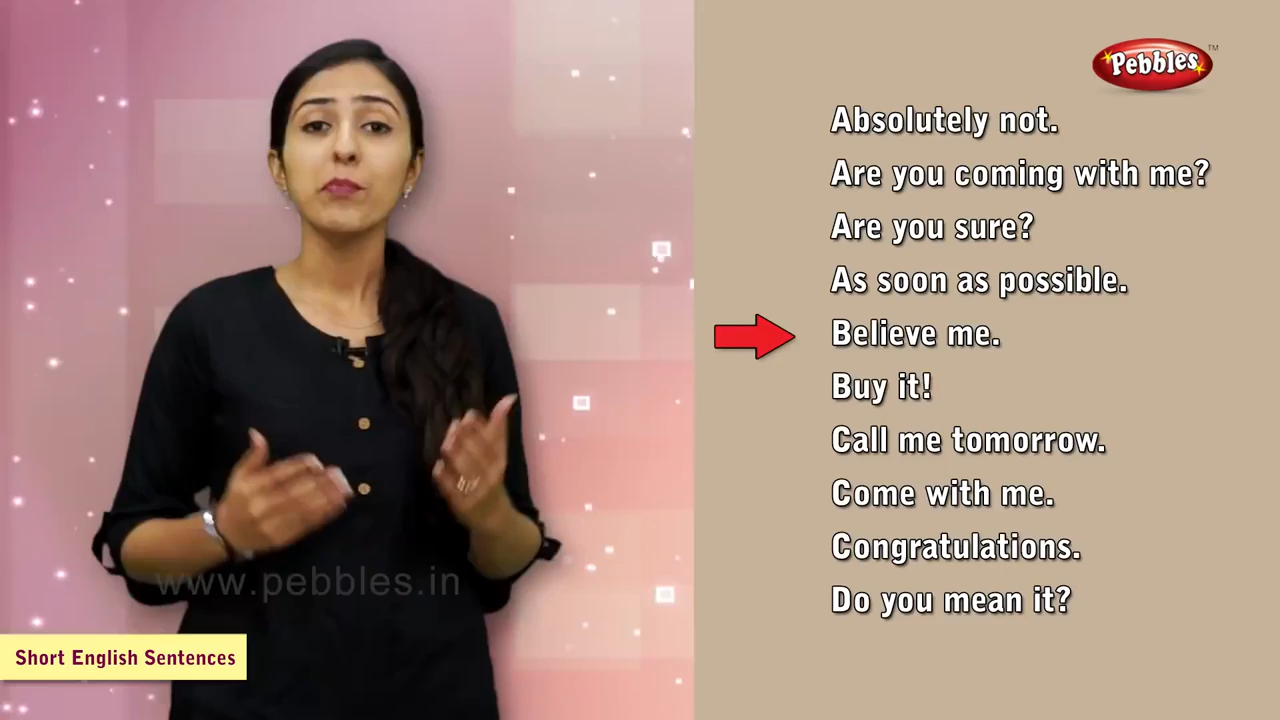 Pebbles™
Absolutely not.
Are you coming with me?
Are you sure?
As soon as possible.
Believe me.
Buy it!
Call me tomorrow.
Come with me.
Congratulations.
Do you mean it?
www.pebbles.in
Short English Sentences